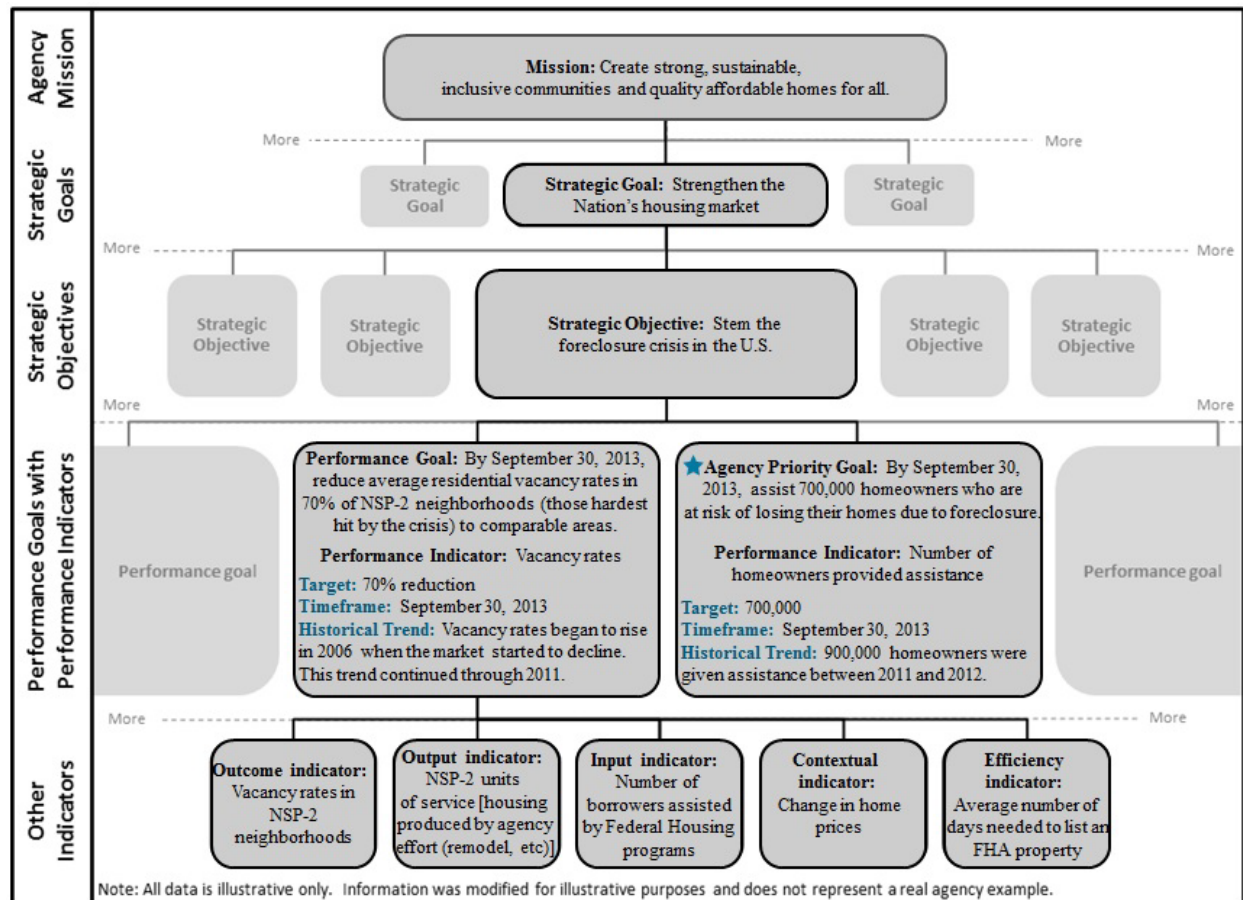 Agency
Mission
Mission: Create strong, sustainable,
inclusive communities and quality affordable homes for all.
More
More
Strategic
Goals
Strategic
Goal
Strategic Goal: Strengthen the
Nation's housing market
Strategic
Goal
More
More
Strategic
Objectives
Strategic
Objective
Strategic
Objective
Strategic Objective: Stem the
foreclosure crisis in the U.S.
Strategic
Objective
Strategic
Objective
More
More
Performance Goals with
Performance Indicators
Performance goal
Performance Goal: By September 30, 2013,
reduce average residential vacancy rates in
70% of NSP-2 neighborhoods (those hardest
hit by the crisis) to comparable areas.
Performance Indicator: Vacancy rates
Target: 70% reduction
Timeframe: September 30, 2013
Historical Trend: Vacancy rates began to rise
in 2006 when the market started to decline.
This trend continued through 2011.
Agency Priority Goal: By September 30,
2013, assist 700,000 homeowners who are
at risk of losing their homes due to foreclosure.
Performance Indicator: Number of
homeowners provided assistance
Target: 700,000
Timeframe: September 30, 2013
Historical Trend: 900,000 homeowners were
given assistance between 2011 and 2012.
Performance goal
More
More
Other
Indicators
Outcome indicator:
Vacancy rates in
NSP-2
neighborhoods
Output indicator:
NSP-2 units
of service [housing
produced by agency
effort (remodel, etc)]
Input indicator:
Number of
borrowers assisted
by Federal Housing
programs
Contextual
indicator:
Change in home
prices
Efficiency
indicator:
Average number of
days needed to list an
FHA property
Note: All data is illustrative only. Information was modified for illustrative purposes and does not represent a real agency example.